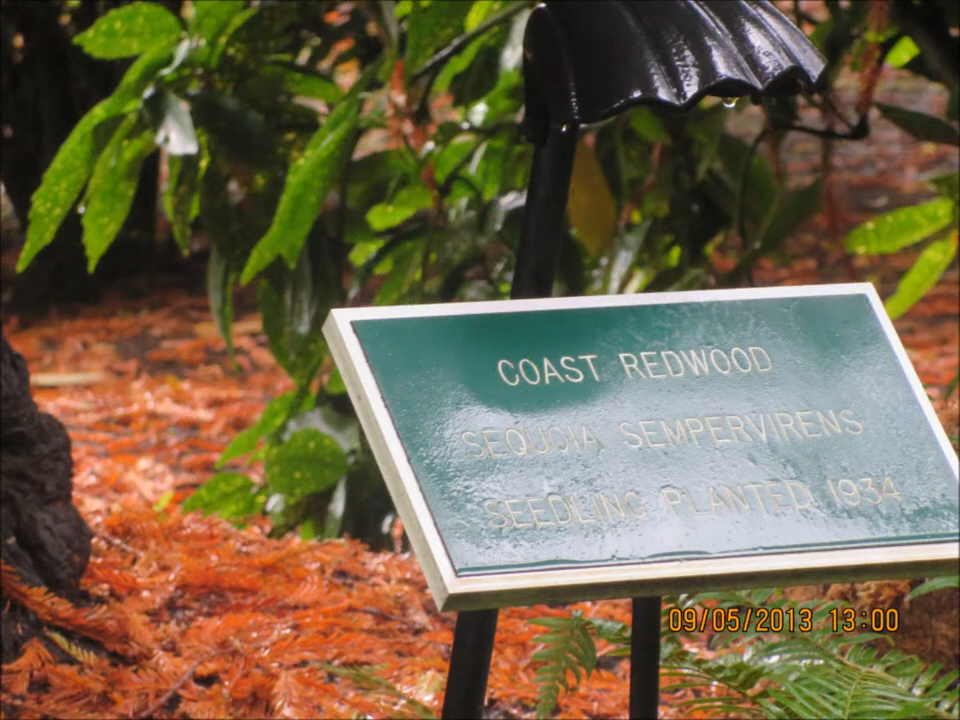 COAST REDWOOD
SEQUOIA SEMPERVIRENS
SEEDLING PLANTED 1934
09/05/2013 13:00